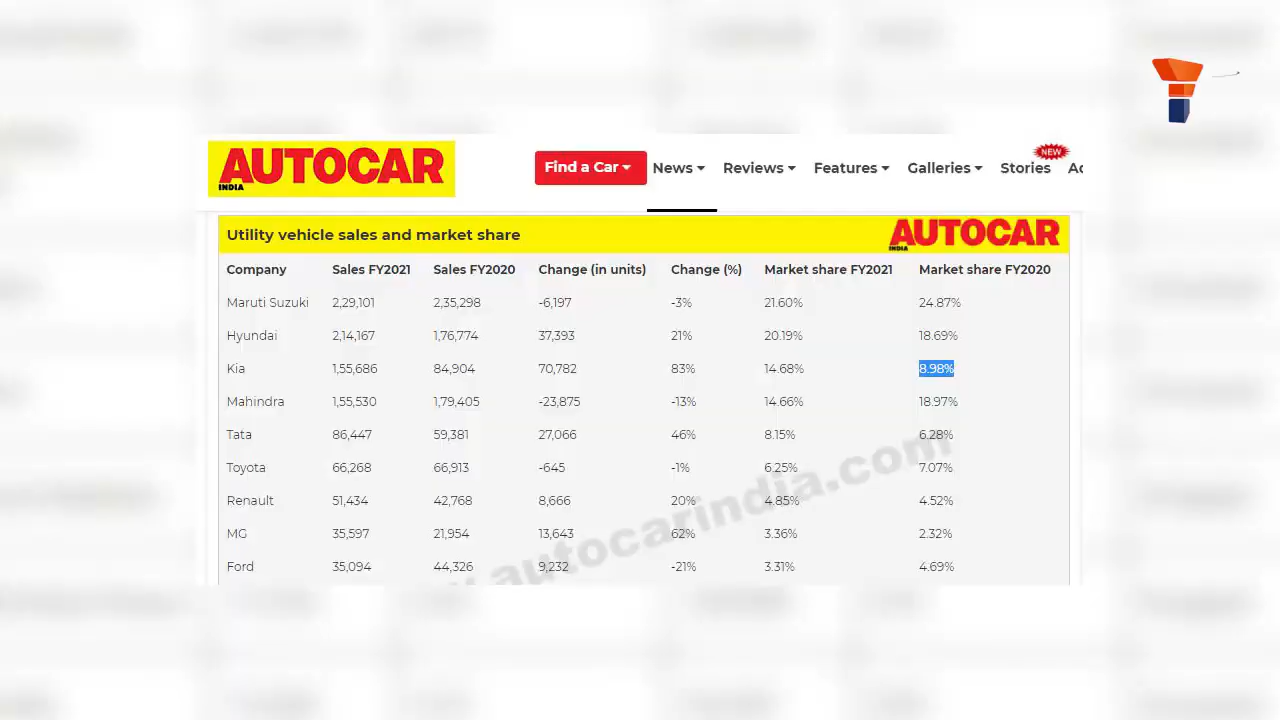 AUTOCAR
INDIA
Find a Car
News
Reviews
Features
Galleries
NEW
Stories
Utility vehicle sales and market share
AUTOCAR
INDIA
Company Sales FY2021 Sales FY2020 Change (in units) Change (%) Market share FY2021 Market share FY2020
Maruti Suzuki 2,29,101 2,35,298 -6,197 -3% 21.60% 24.87%
Hyundai 2,14,167 1,76,774 37,393 21% 20.19% 18.69%
Kia 1,55,686 84,904 70,782 83% 14.68% 8.98%
Mahindra 1,55,530 1,79,405 -23,875 -13% 14.66% 18.97%
Tata 86,447 59,381 27,066 46% 8.15% 6.28%
Toyota 66,268 66,913 -645 -1% 6.25% 7.07%
Renault 51,434 42,768 8,666 20% 4.85% 4.52%
MG 35,597 21,954 13,643 62% 3.36% 2.32%
Ford 35,094 44,326 9,232 -21% 3.31% 4.69%
autocarindia.com